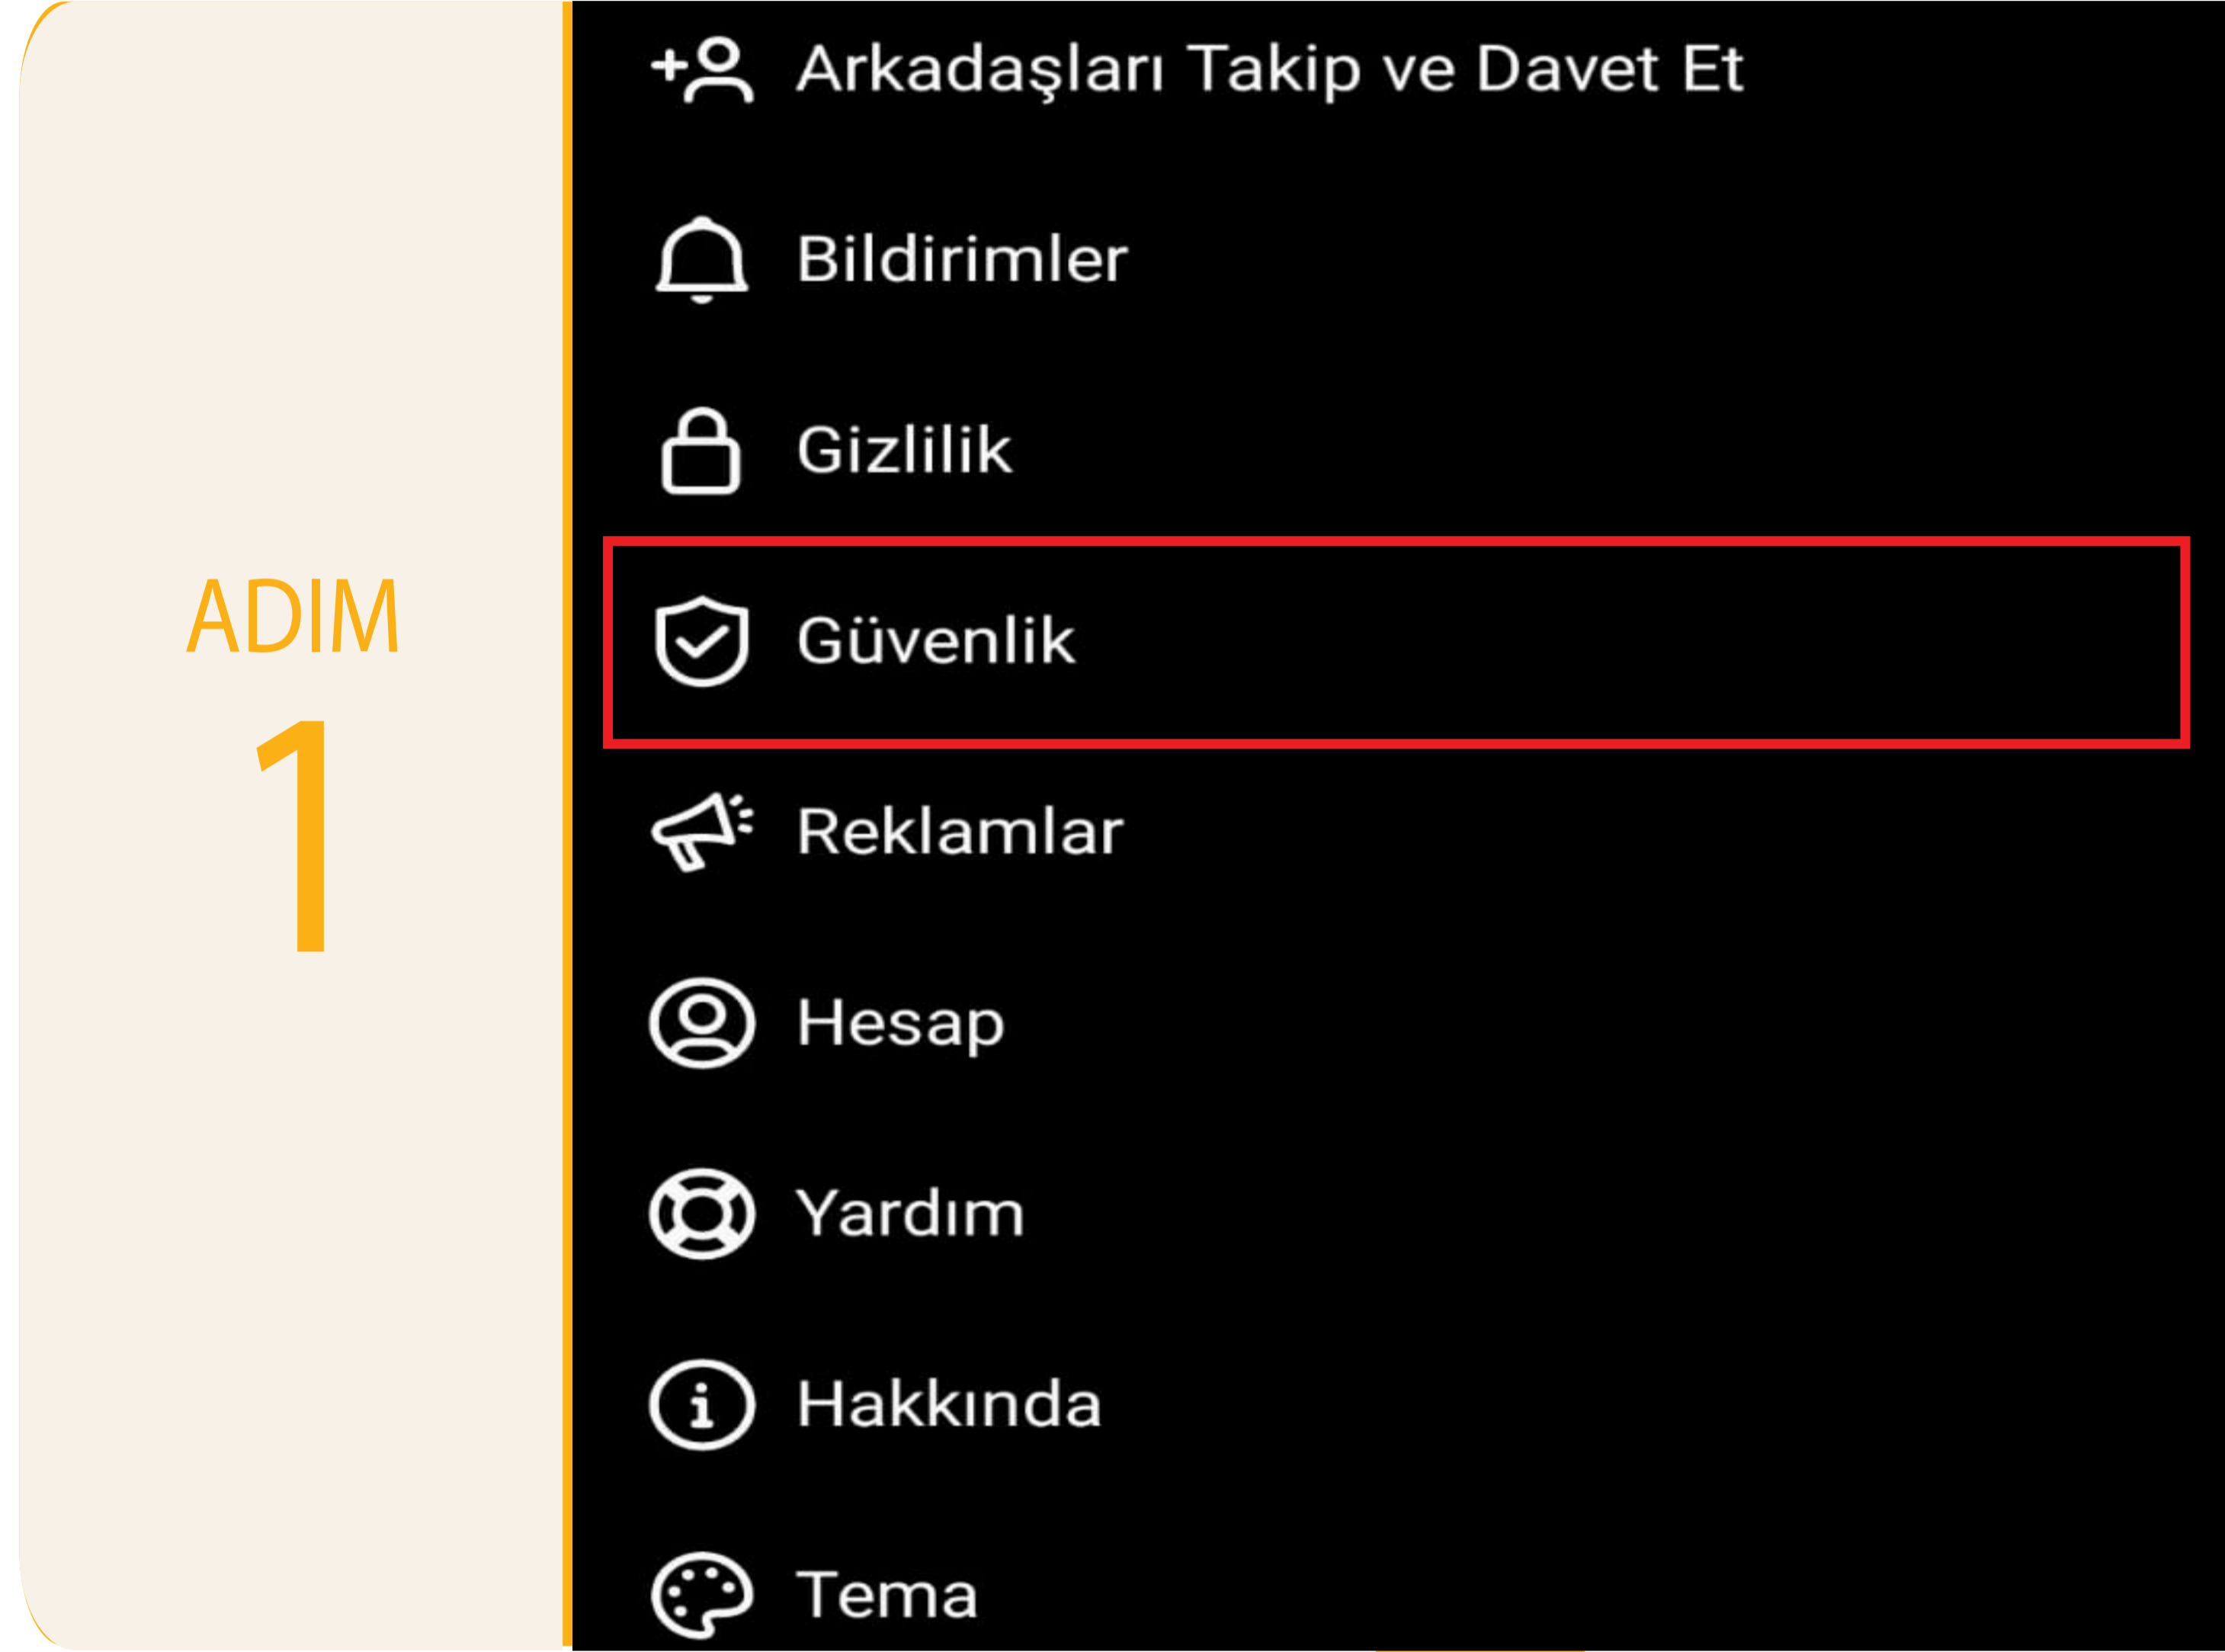 ADIM
1
Arkadaşları Takip ve Davet Et
Bildirimler
Gizlilik
Güvenlik
Reklamlar
Hesap
Yardım
Hakkında
Tema